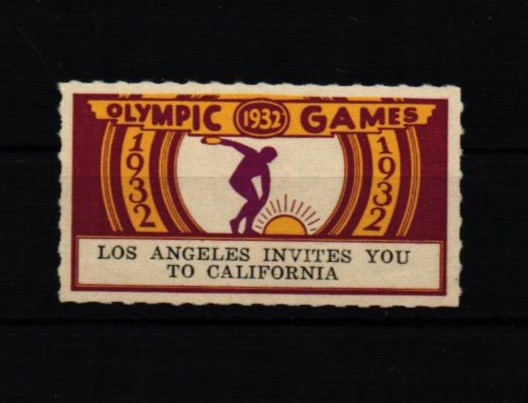 OLYMPIC 1932 GAMES
1932
1932
LOS ANGELES INVITES YOU
TO CALIFORNIA